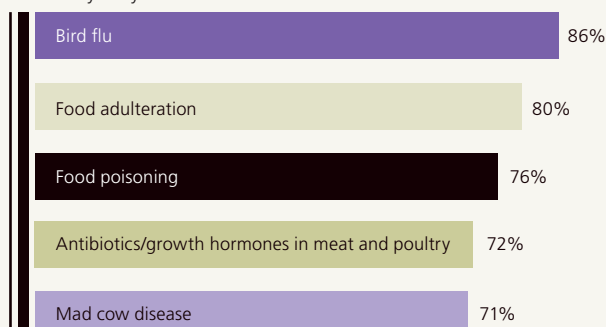 Bird flu 86%
Food adulteration 80%
Food poisoning 76%
Antibiotics/growth hormones in meat and poultry 72%
Mad cow disease 71%